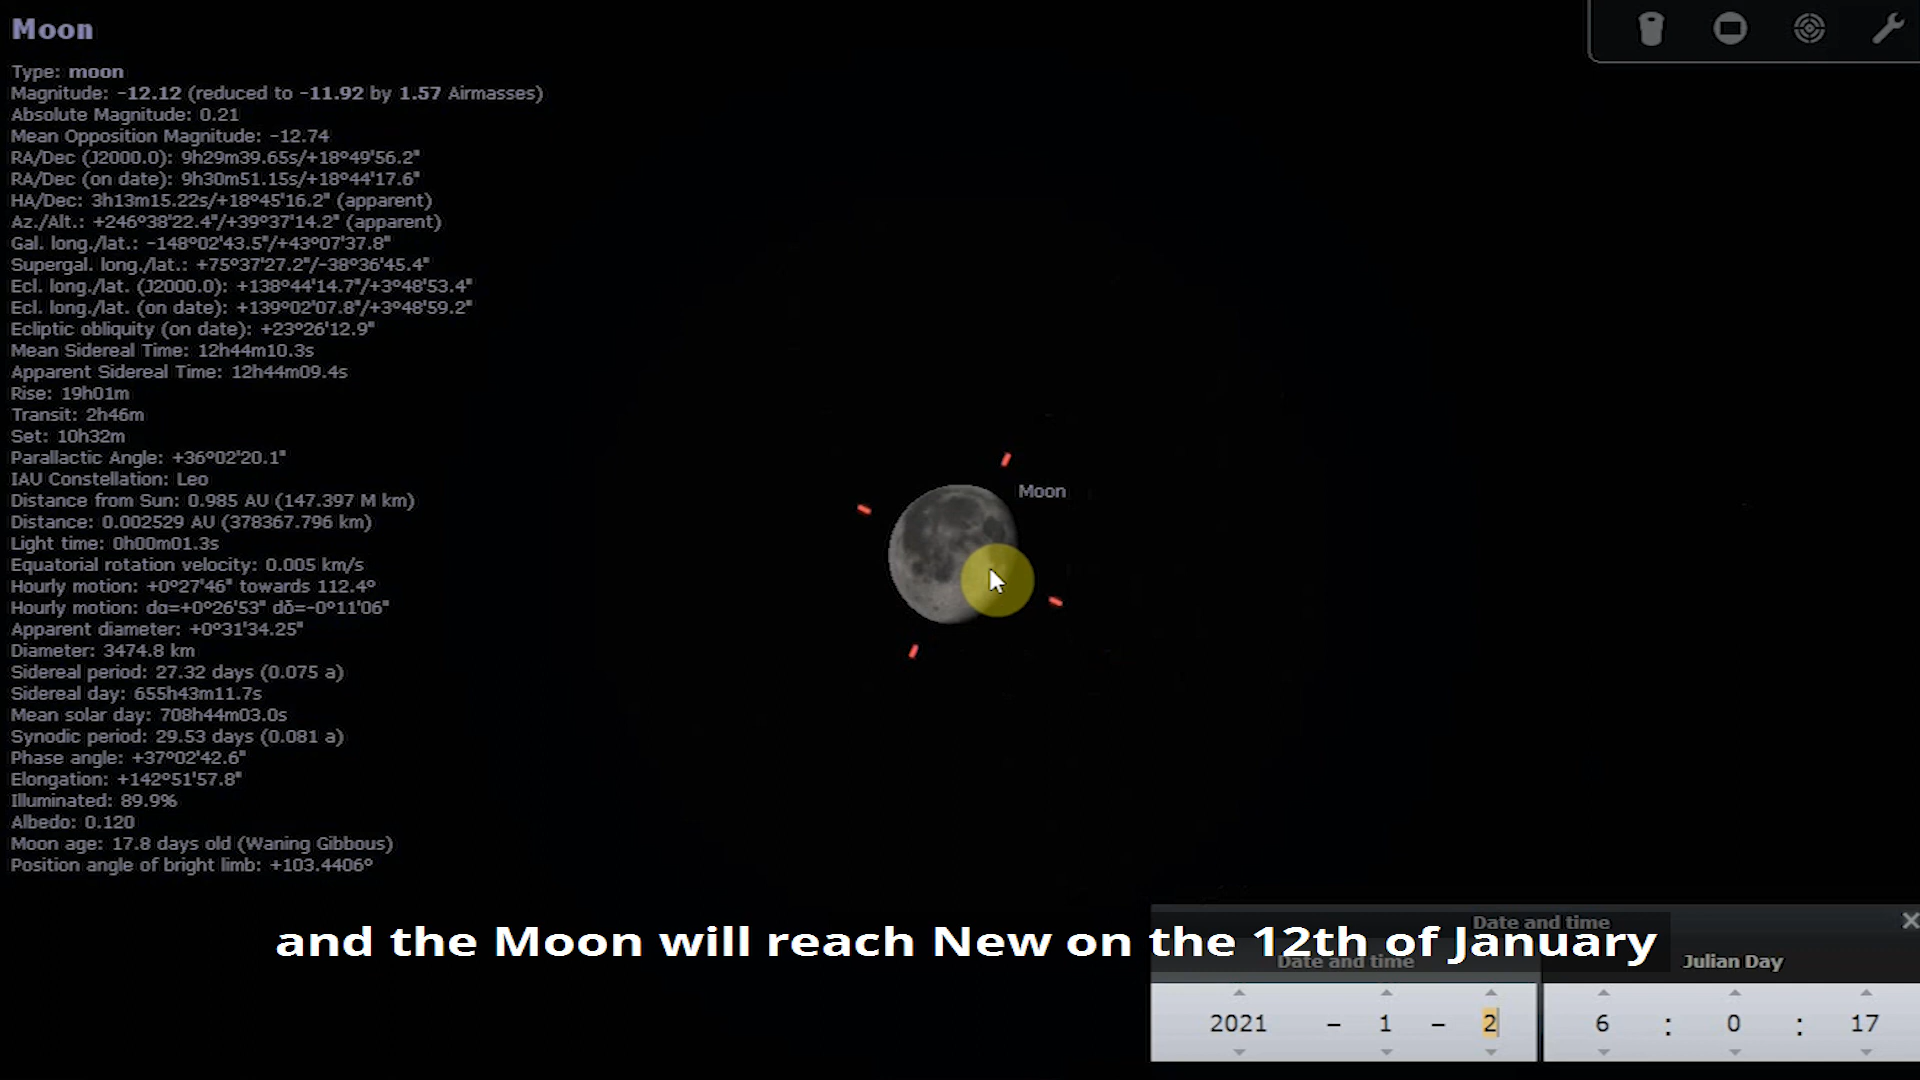 Moon
Type: moon
Magnitude: -12.12 (reduced to -11.92 by 1.57 Airmasses)
Absolute Magnitude: 0.21
Mean Opposition Magnitude: -12.74
RA/Dec (J2000.0): 9h29m39.65s/+18°49'56.2"
RA/Dec (on date): 9h30m51.15s/+18°44'17.6"
HA/Dec: 3h13m15.22s/+18°45'16.2" (apparent)
Az./Alt.: +246°38'22.4"/+39°37'14.2" (apparent)
Gal. long./lat.: -148°02'43.5"/+43°07'37.8"
Supergal. long./lat.: +75°37'27.2"/-38°36'45.4"
Ecl. long./lat. (J2000.0): +138°44'14.7"/+3°48'53.4"
Ecl. long./lat. (on date): +139°02'07.8"/+3°48'59.2"
Ecliptic obliquity (on date): +23°26'12.9"
Mean Sidereal Time: 12h44m10.3s
Apparent Sidereal Time: 12h44m09.4s
Rise: 19h01m
Transit: 2h46m
Set: 10h32m
Parallactic Angle: +36°02'20.1"
IAU Constellation: Leo
Distance from Sun: 0.985 AU (147.397 M km)
Distance: 0.002529 AU (378367.796 km)
Light time: 0h00m01.3s
Equatorial rotation velocity: 0.005 km/s
Hourly motion: +0°27'46" towards 112.4°
Hourly motion: dα=+0°26'53" dδ=-0°11'06"
Apparent diameter: +0°31'34.25"
Diameter: 3474.8 km
Sidereal period: 27.32 days (0.075 a)
Sidereal day: 655h43m11.7s
Mean solar day: 708h44m03.0s
Synodic period: 29.53 days (0.081 a)
Phase angle: +37°02'42.6"
Elongation: +142°51'57.8"
Illuminated: 89.9%
Albedo: 0.120
Moon age: 17.8 days old (Waning Gibbous)
Position angle of bright limb: +103.4406°
Moon
and the Moon will reach New on the 12th of January
Date and time
Date and time
Julian Day
2021 - 1 - 2
6 : 0 : 17